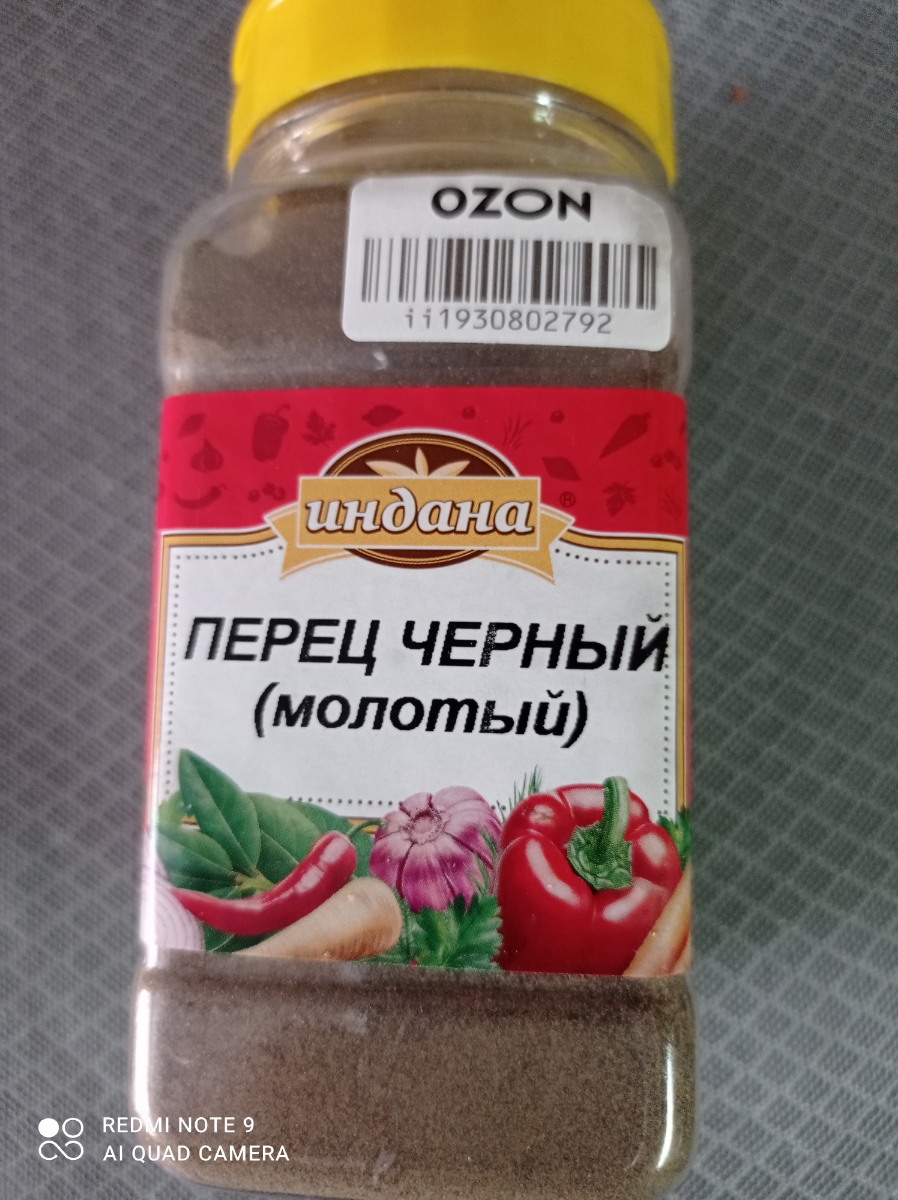 OZON
ii1930802792
индана
®
ПЕРЕЦ ЧЕРНЫЙ
(молотый)
REDMI NOTE 9
AI QUAD CAMERA